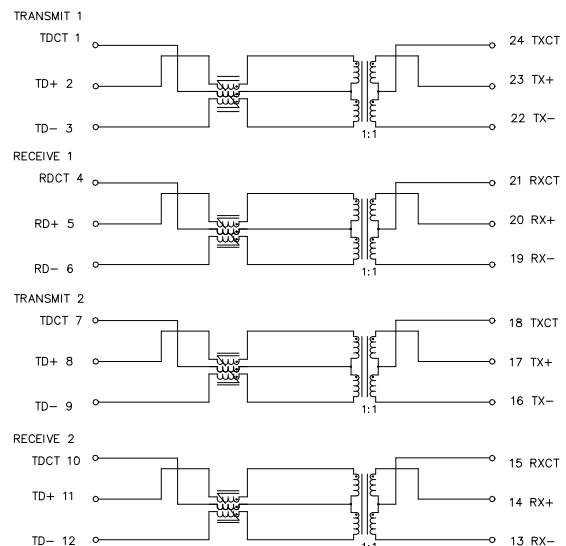 TRANSMIT 1
TDCT 1
24 TXCT
TD+ 2
23 TX+
TD- 3
22 TX-
1:1
RECEIVE 1
RDCT 4
21 RXCT
RD+ 5
20 RX+
RD- 6
19 RX-
1:1
TRANSMIT 2
TDCT 7
18 TXCT
TD+ 8
17 TX+
TD- 9
16 TX-
1:1
RECEIVE 2
TDCT 10
15 RXCT
TD+ 11
14 RX+
TD- 12
13 RX-
1:1